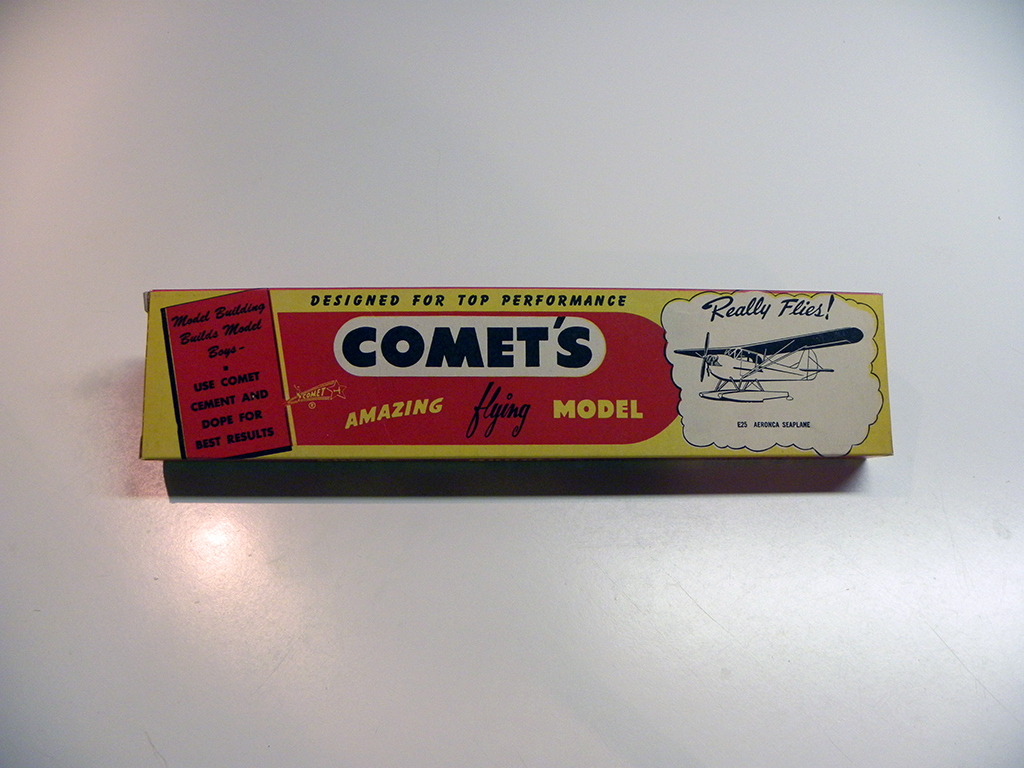 Model Building
Builds Model
Boys-
USE COMET
CEMENT AND
DOPE FOR
BEST RESULTS
DESIGNED FOR TOP PERFORMANCE
COMET'S
COMET
®
AMAZING flying MODEL
Really Flies!
E25 AERONCA SEAPLANE